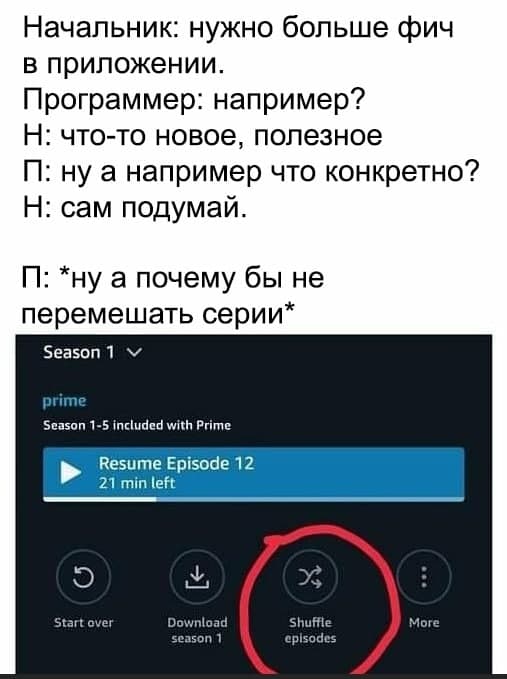 Начальник: нужно больше фич
в приложении.
Программер: например?
Н: что-то новое, полезное
П: ну а например что конкретно?
Н: сам подумай.
П: *ну а почему бы не
перемешать серии*
Season 1
prime
Season 1-5 included with Prime
Resume Episode 12
21 min left
Start over
Download
season 1
Shuffle
episodes
More